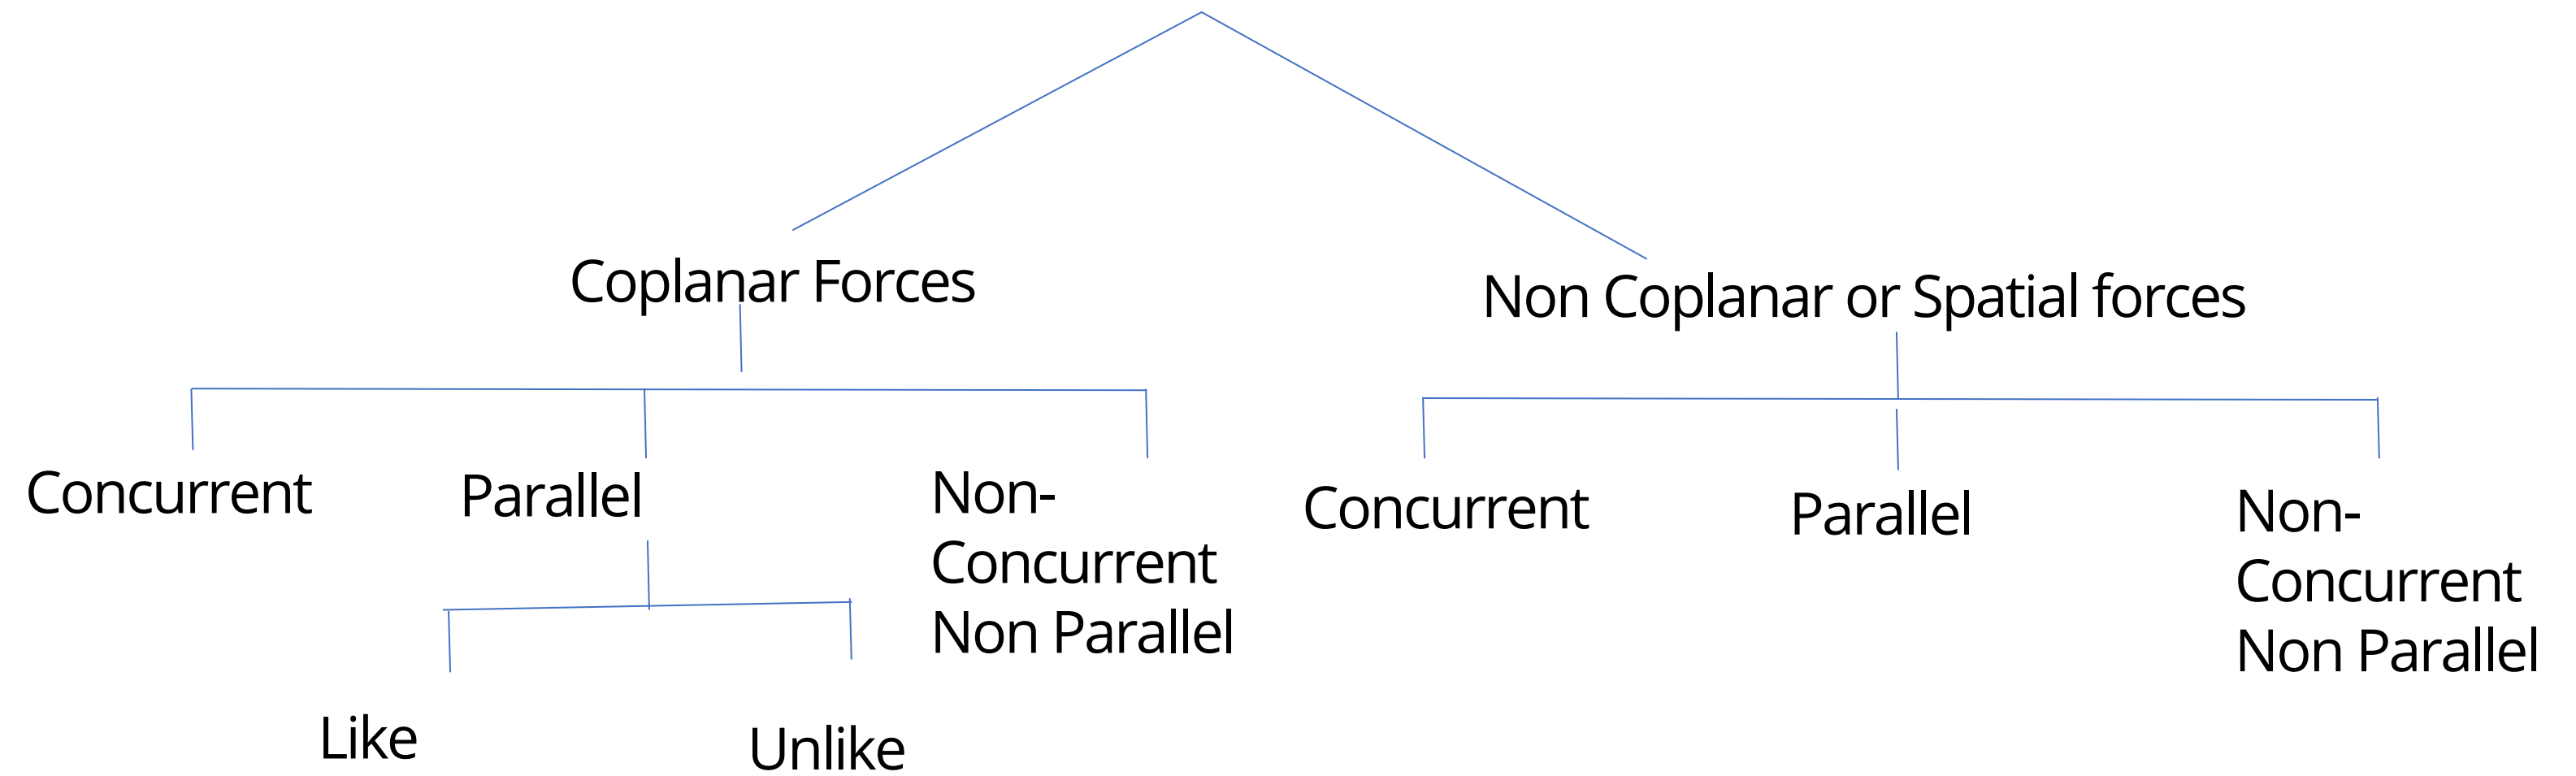 Coplanar Forces
Non Coplanar or Spatial forces
Concurrent
Parallel
Non-
Concurrent
Non Parallel
Concurrent
Parallel
Non-
Concurrent
Non Parallel
Like
Unlike